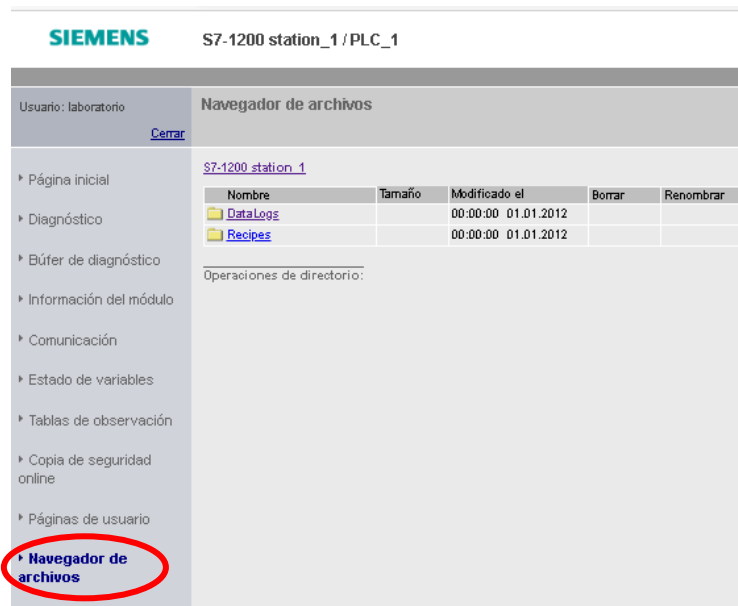 SIEMENS
S7-1200 station_1 / PLC_1
Usuario: laboratorio
Cerrar
Navegador de archivos
Página inicial
Diagnóstico
Búfer de diagnóstico
Información del módulo
Comunicación
Estado de variables
Tablas de observación
Copia de seguridad
online
Páginas de usuario
Navegador de
archivos
S7-1200 station_1
Nombre Tamaño Modificado el Borrar Renombrar
DataLogs 00:00:00 01.01.2012
Recipes 00:00:00 01.01.2012
Operaciones de directorio: